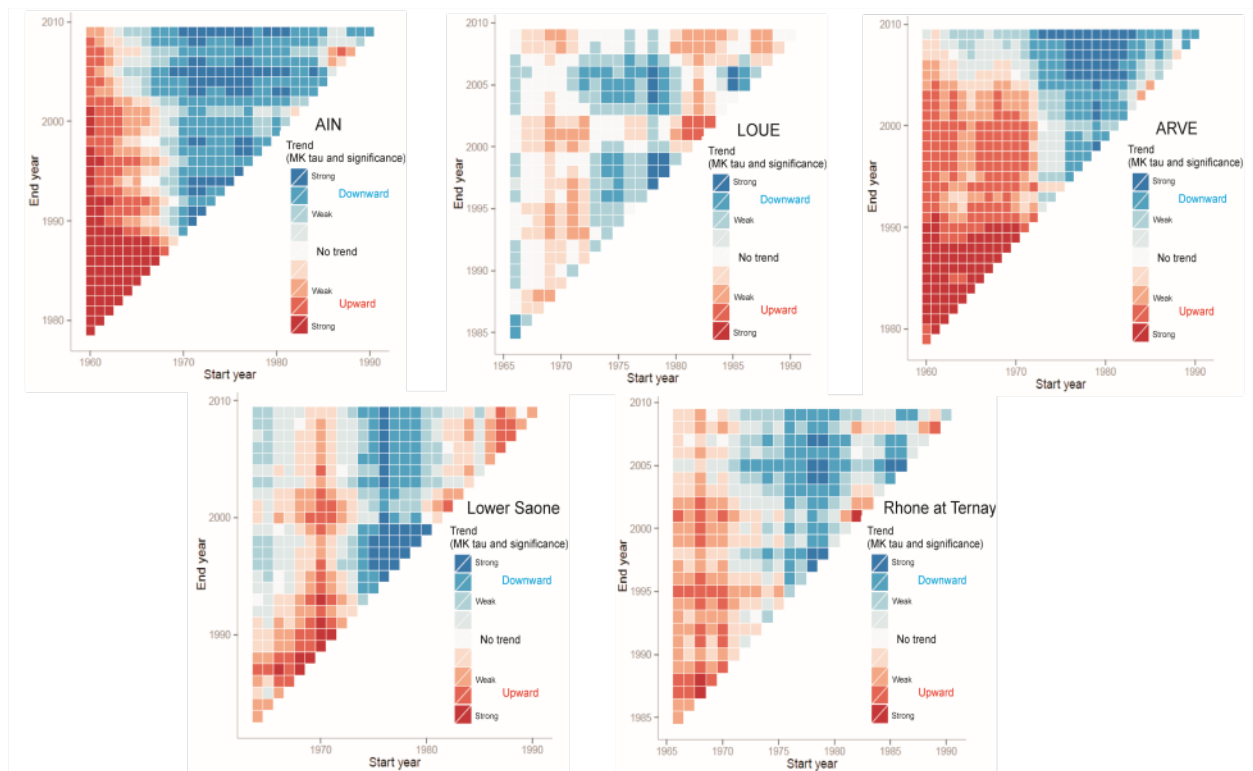 2010
2000
1990
1980
1960
1970
1980
1990
End year
Start year
AIN
Trend
(MK tau and significance)
Strong
Downward
Weak
No trend
Weak
Upward
Strong
2010
2005
2000
1995
1990
1985
1965
1970
1975
1980
1985
1990
End year
Start year
LOUE
Trend
(MK tau and significance)
Strong
Downward
Weak
No trend
Weak
Upward
Strong
2010
2000
1990
1980
1960
1970
1980
1990
End year
Start year
ARVE
Trend
(MK tau and significance)
Strong
Downward
Weak
No trend
Weak
Upward
Strong
2010
2000
1990
1970
1980
1990
End year
Start year
Lower Saone
Trend
(MK tau and significance)
Strong
Downward
Weak
No trend
Weak
Upward
Strong
2010
2005
2000
1995
1990
1985
1965
1970
1975
1980
1985
1990
End year
Start year
Rhone at Ternay
Trend
(MK tau and significance)
Strong
Downward
Weak
No trend
Weak
Upward
Strong